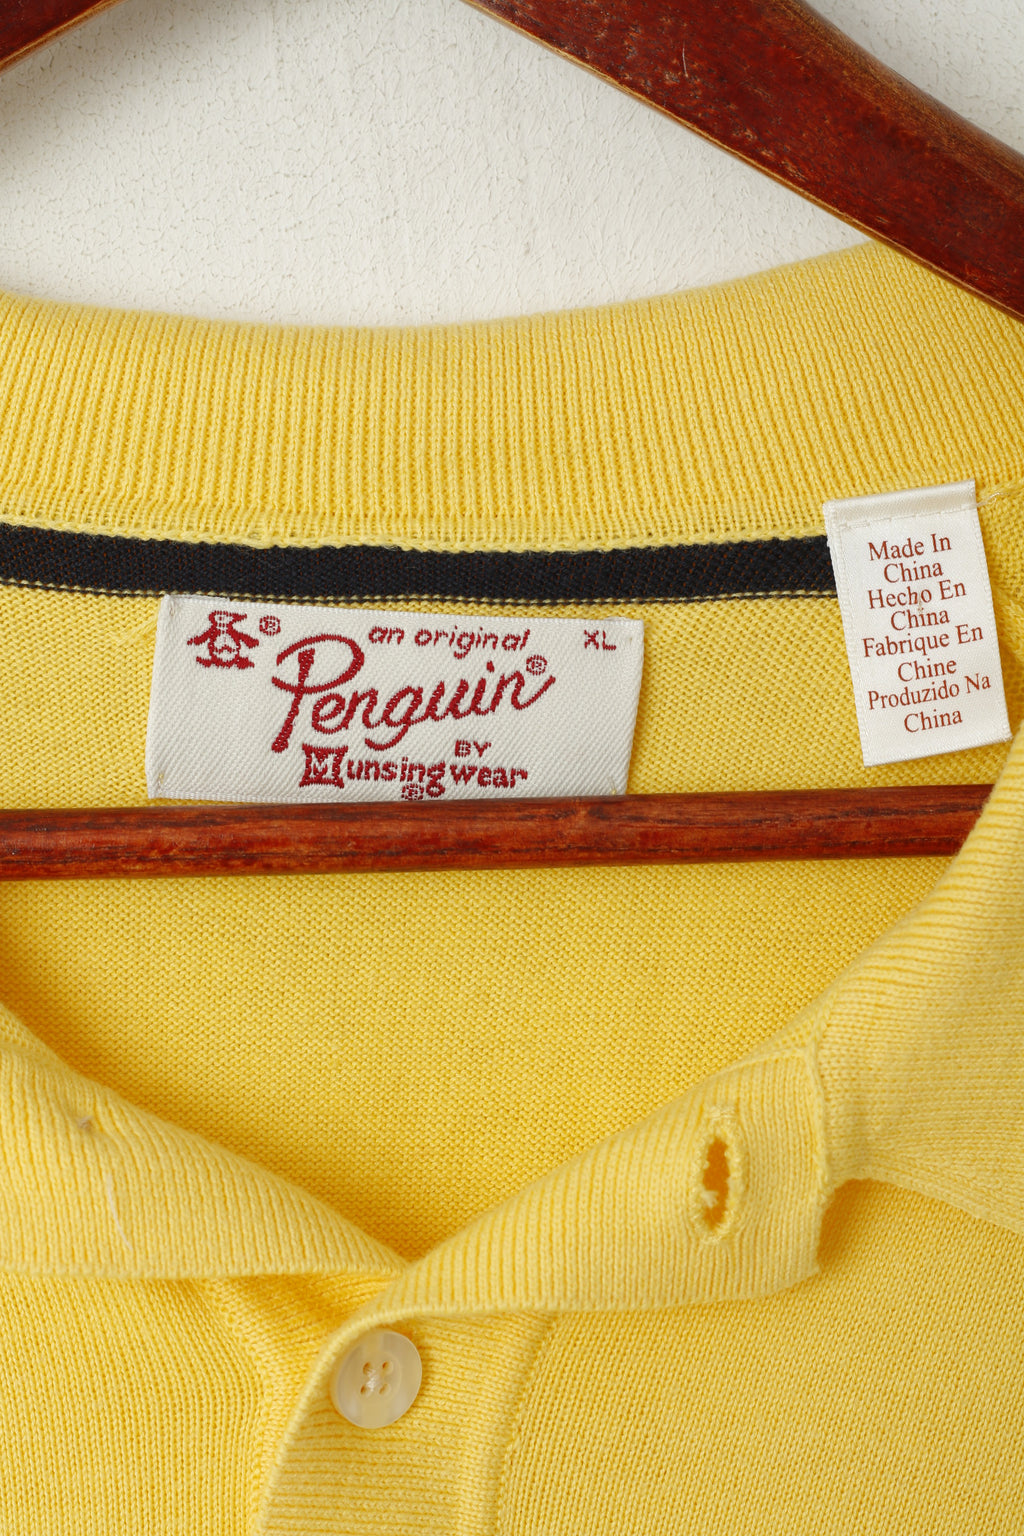 an original XL
Penguin®
BY
Munsingwear
®
Made In
China
Hecho En
China
Fabrique En
Chine
Produzido Na
China